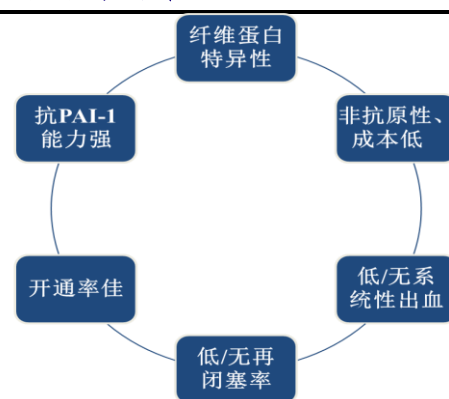 纤维蛋白
特异性
非抗原性、
成本低
低/无系
统性出血
低/无再
闭塞率
开通率佳
抗PAI-1
能力强